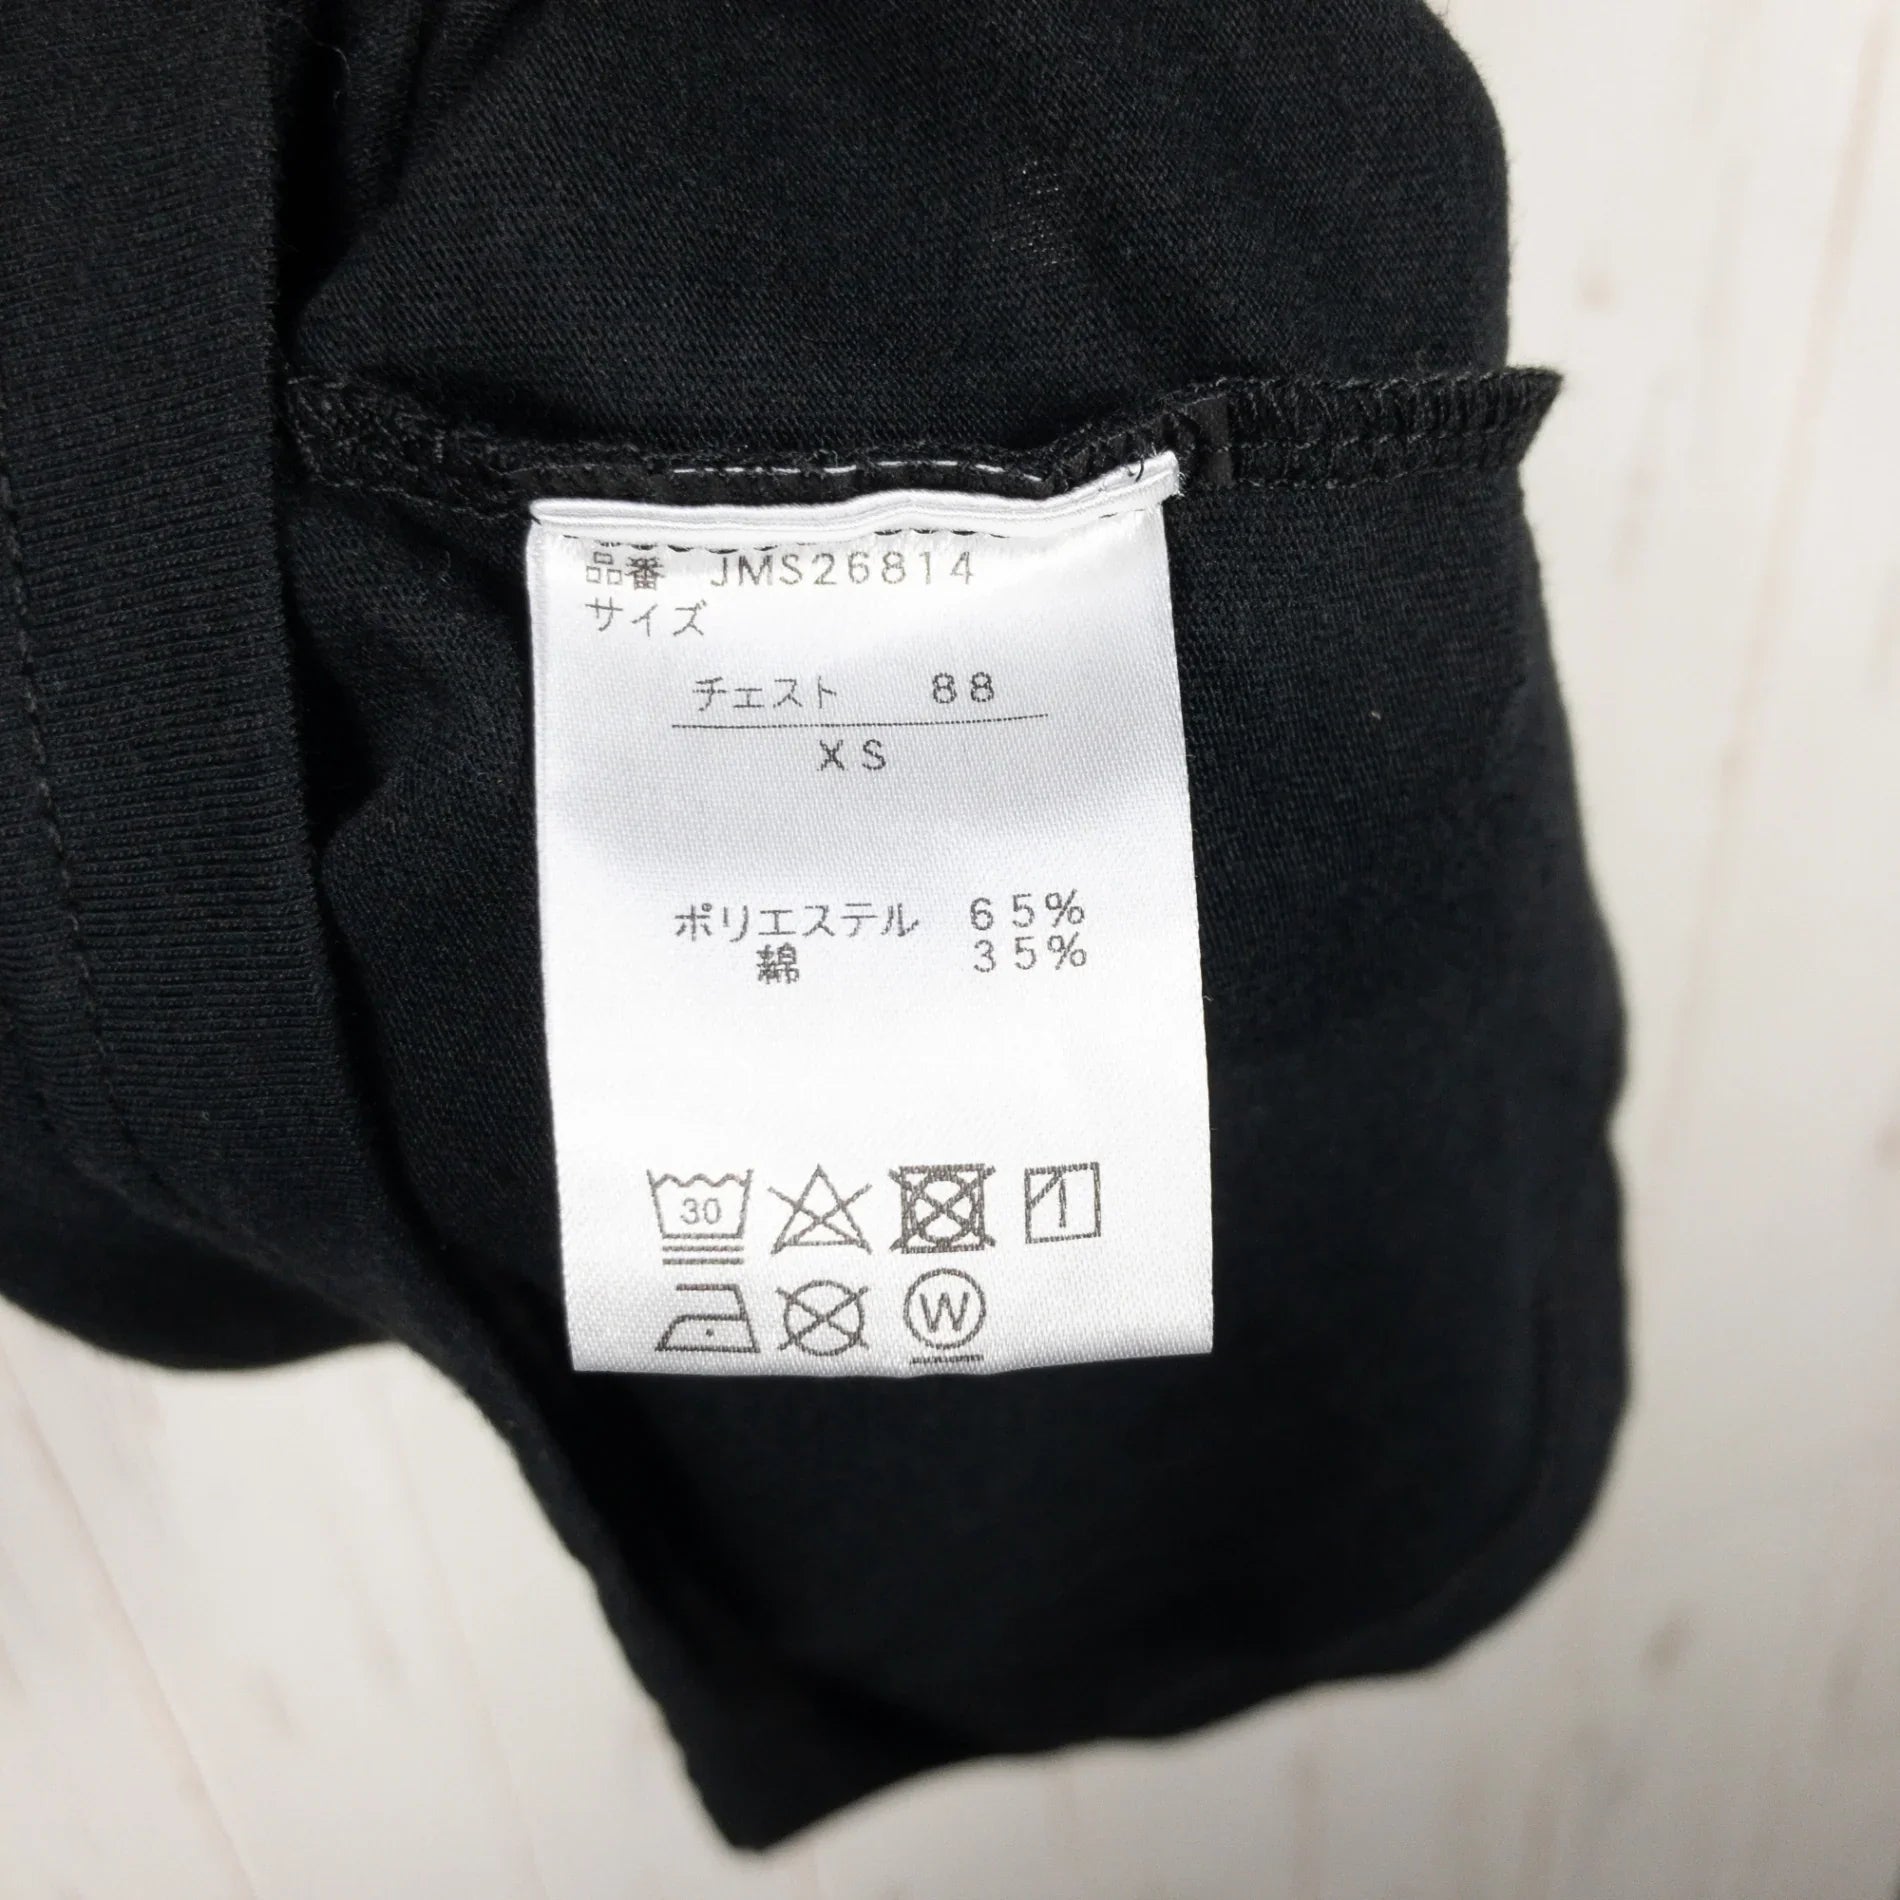 品番 JMS26814
サイズ
チェスト 88
XS
ポリエステル 65%
綿 35%
30
W